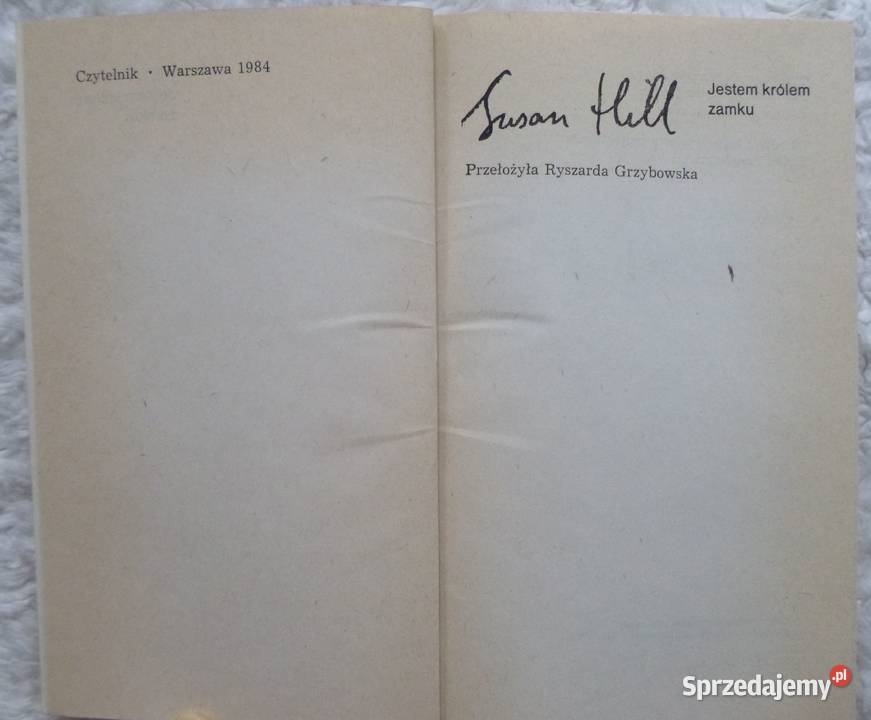 Czytelnik • Warszawa 1984
Susan Hill
Jestem królem
zamku
Przełożyła Ryszarda Grzybowska
Sprzedajemy.pl